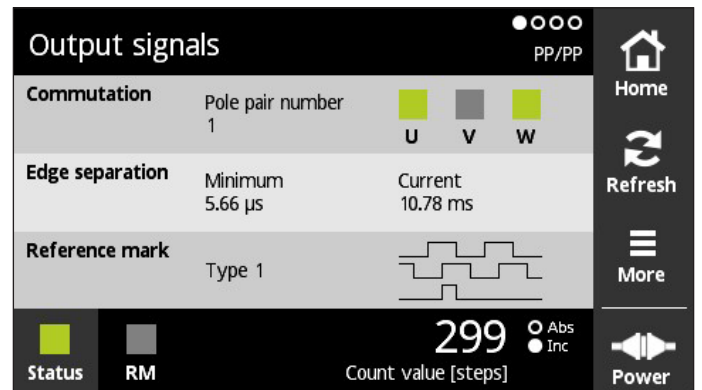 Output signals
PP/PP
Home
Commutation
Pole pair number
1
U V W
Edge separation
Minimum
5.66 µs
Current
10.78 ms
Refresh
Reference mark
Type 1
More
Status
RM
299
Abs
Inc
Count value [steps]
Power